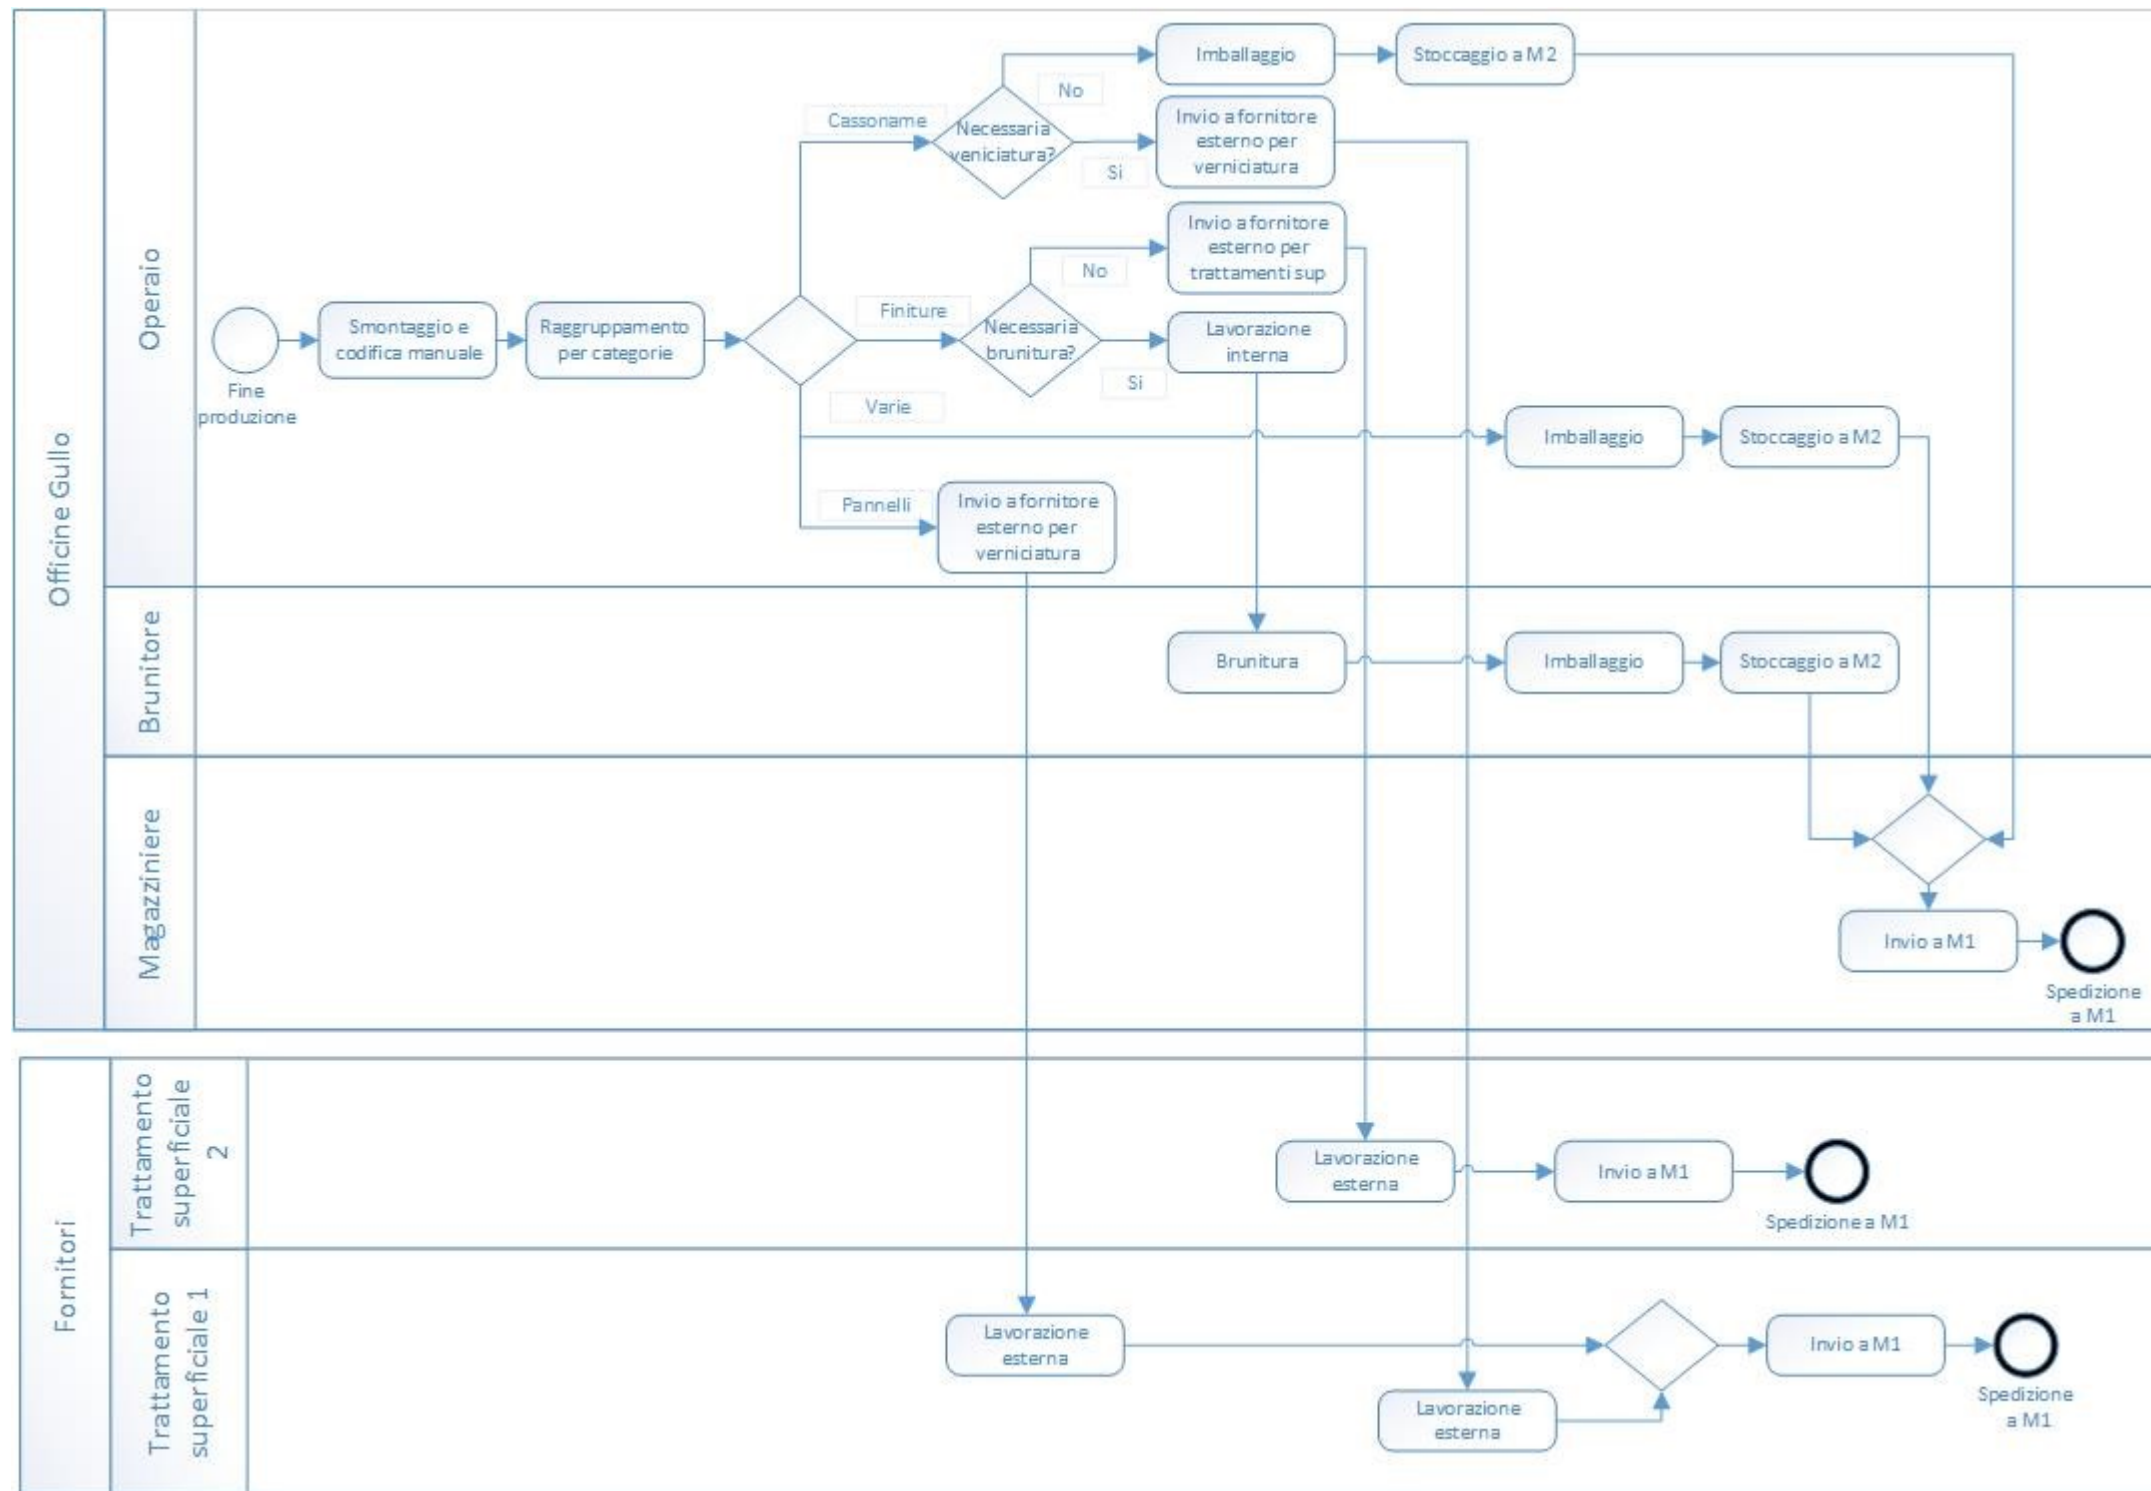 Officine Gullo
Operaio
Fine
produzione
Smontaggio e
codifica manuale
Raggruppamento
per categorie
Cassoname
Necessaria
veniciatura?
No
Imballaggio
Stoccaggio a M2
Si
Invio a fornitore
esterno per
verniciatura
Finiture
Necessaria
brunitura?
No
Invio a fornitore
esterno per
trattamenti sup
Si
Lavorazione
interna
Varie
Imballaggio
Stoccaggio a M2
Pannelli
Invio a fornitore
esterno per
verniciatura
Brunitore
Brunitura
Imballaggio
Stoccaggio a M2
Magazziniere
Invio a M1
Spedizione
a M1
Fornitori
Trattamento
superficiale
2
Lavorazione
esterna
Invio a M1
Spedizione a M1
Trattamento
superficiale 1
Lavorazione
esterna
Lavorazione
esterna
Invio a M1
Spedizione
a M1